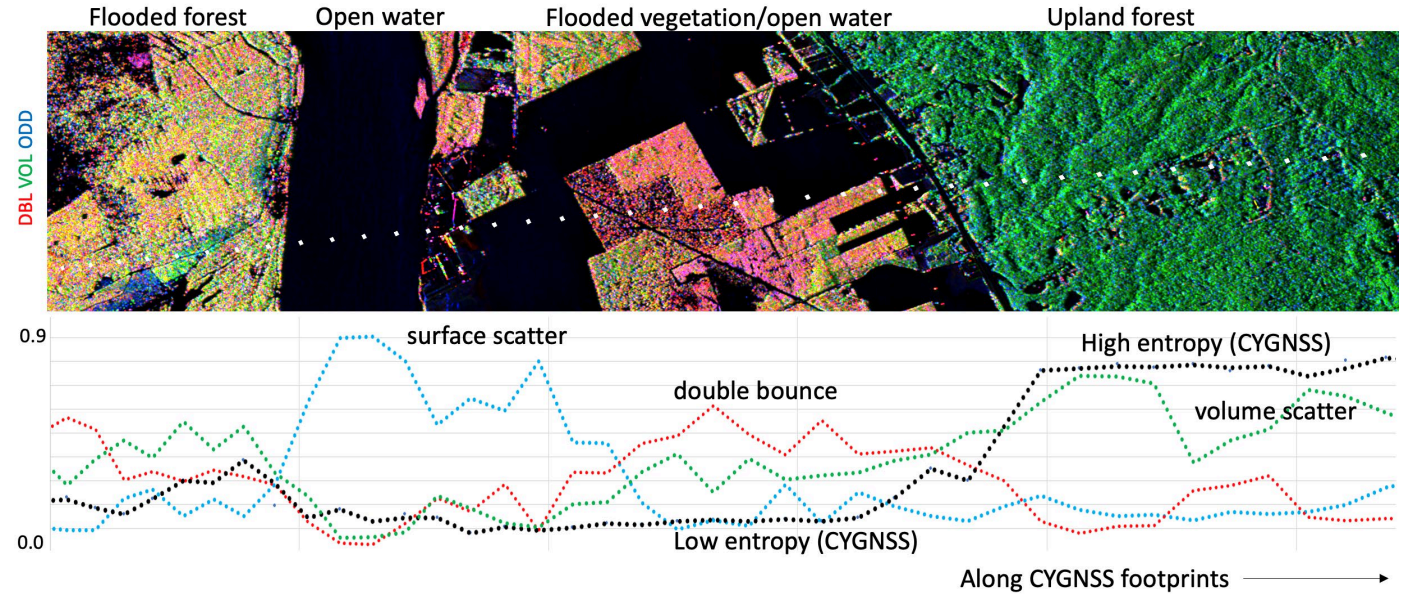 Flooded forest Open water Flooded vegetation/open water Upland forest
DBL VOL ODD
0.9
surface scatter
High entropy (CYGNSS)
double bounce
volume scatter
0.0
Low entropy (CYGNSS)
Along CYGNSS footprints